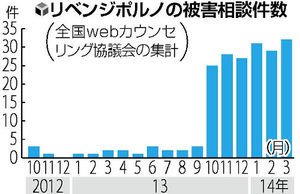 リベンジポルノの被害相談件数
(全国webカウンセ
リング協議会の集計)
件
35
30
25
20
15
10
5
0
(月)
10 11 12 1 2 3 4 5 6 7 8 9 10 11 12 1 2 3
2012 13 14年